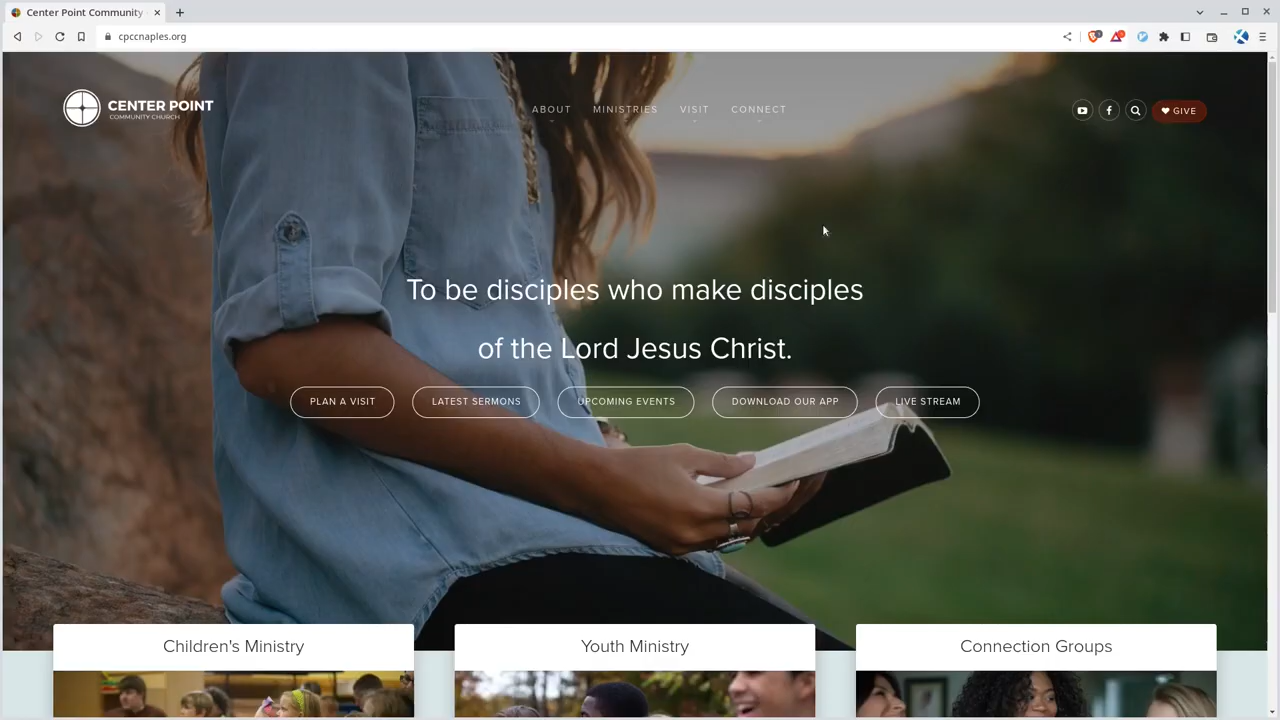 Center Point Community
cpccnaples.org
CENTER POINT
COMMUNITY CHURCH
ABOUT
MINISTRIES
VISIT
CONNECT
GIVE
To be disciples who make disciples
of the Lord Jesus Christ.
PLAN A VISIT
LATEST SERMONS
UPCOMING EVENTS
DOWNLOAD OUR APP
LIVE STREAM
Children's Ministry
Youth Ministry
Connection Groups